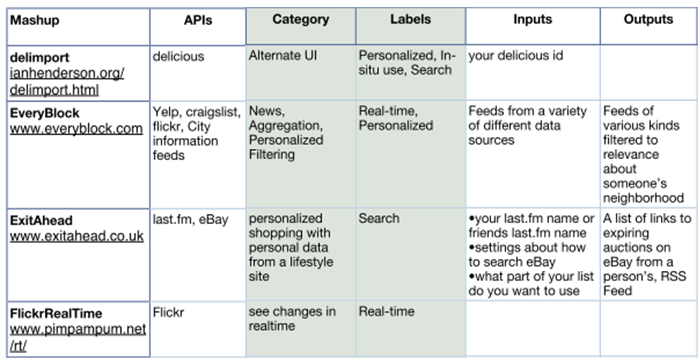 Mashup APIs Category Labels Inputs Outputs
delimport
ianhenderson.org/
delimport.html
delicious
Alternate UI
Personalized, In-
situ use, Search
your delicious id
EveryBlock
www.everyblock.com
Yelp, craigslist,
flickr, City
information
feeds
News,
Aggregation,
Personalized
Filtering
Real-time,
Personalized
Feeds from a variety
of different data
sources
Feeds of
various kinds
filtered to
relevance
about
someone's
neighborhood
ExitAhead
www.exitahead.co.uk
last.fm, eBay
personalized
shopping with
personal data
from a lifestyle
site
Search
•your last.fm name or
friends last.fm name
•settings about how
to search eBay
•what part of your list
do you want to use
A list of links to
expiring
auctions on
eBay from a
person's, RSS
Feed
FlickrRealTime
www.pimpampum.net
/rt/
Flickr
see changes in
realtime
Real-time